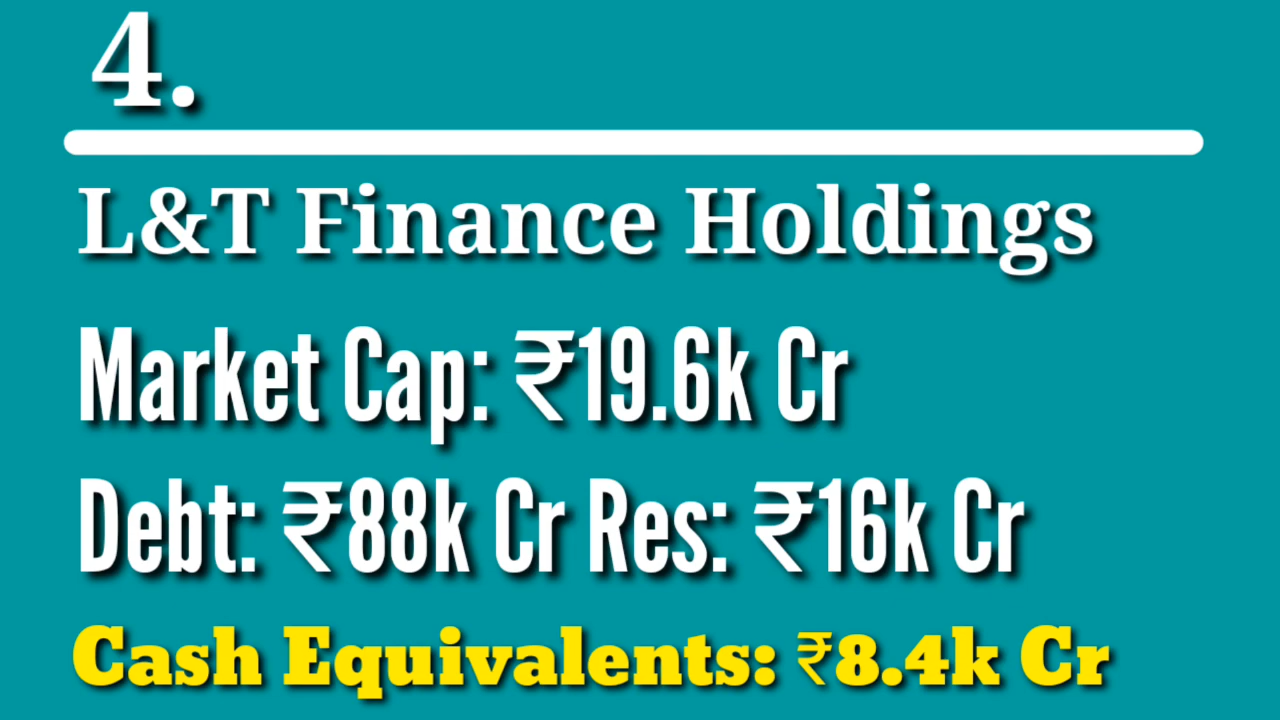 4.
L&T Finance Holdings
Market Cap: ₹19.6k Cr
Debt: ₹88k Cr Res: ₹16k Cr
Cash Equivalents: ₹8.4k Cr